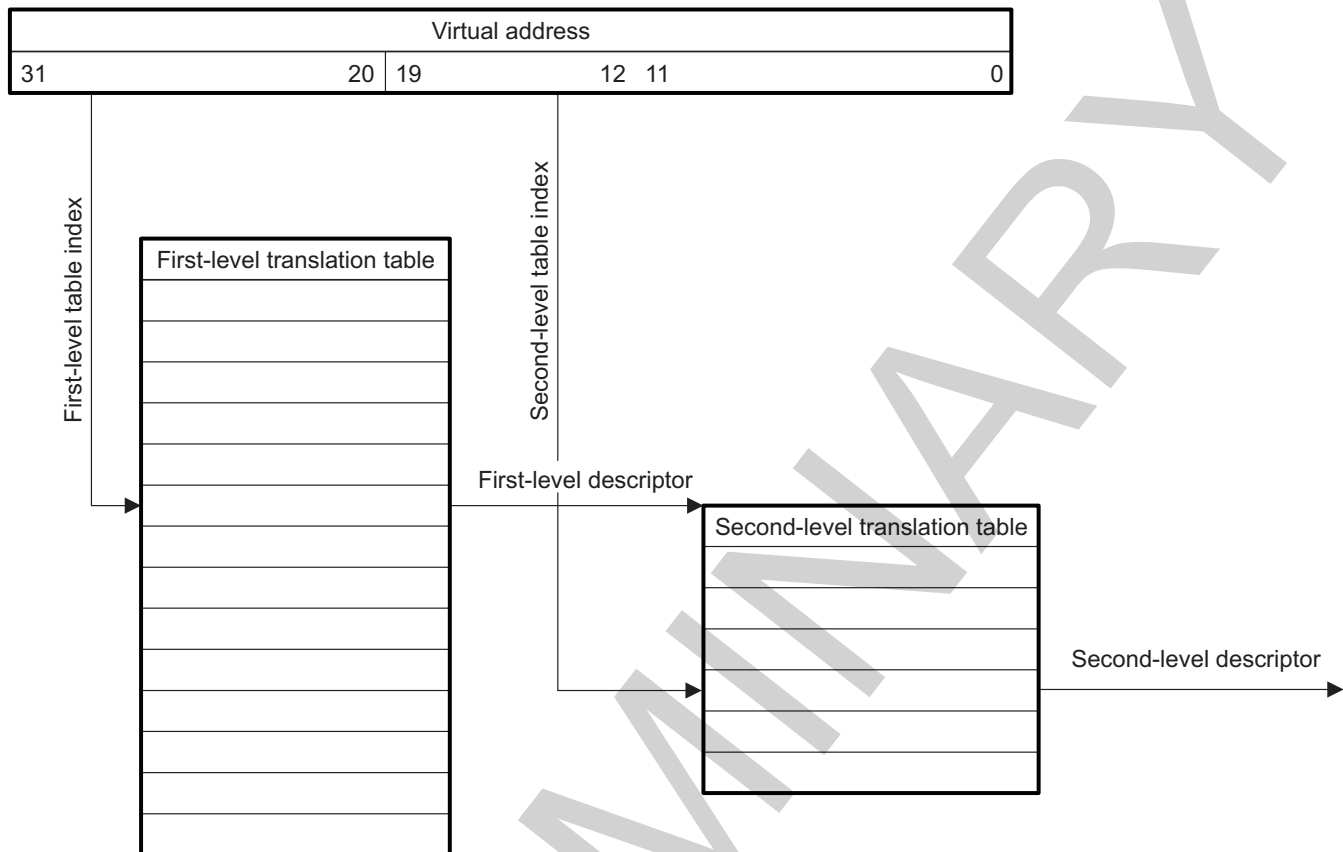 Virtual address
31 20 19 12 11 0
First-level table index
Second-level table index
First-level translation table
First-level descriptor
Second-level translation table
Second-level descriptor
MINARY